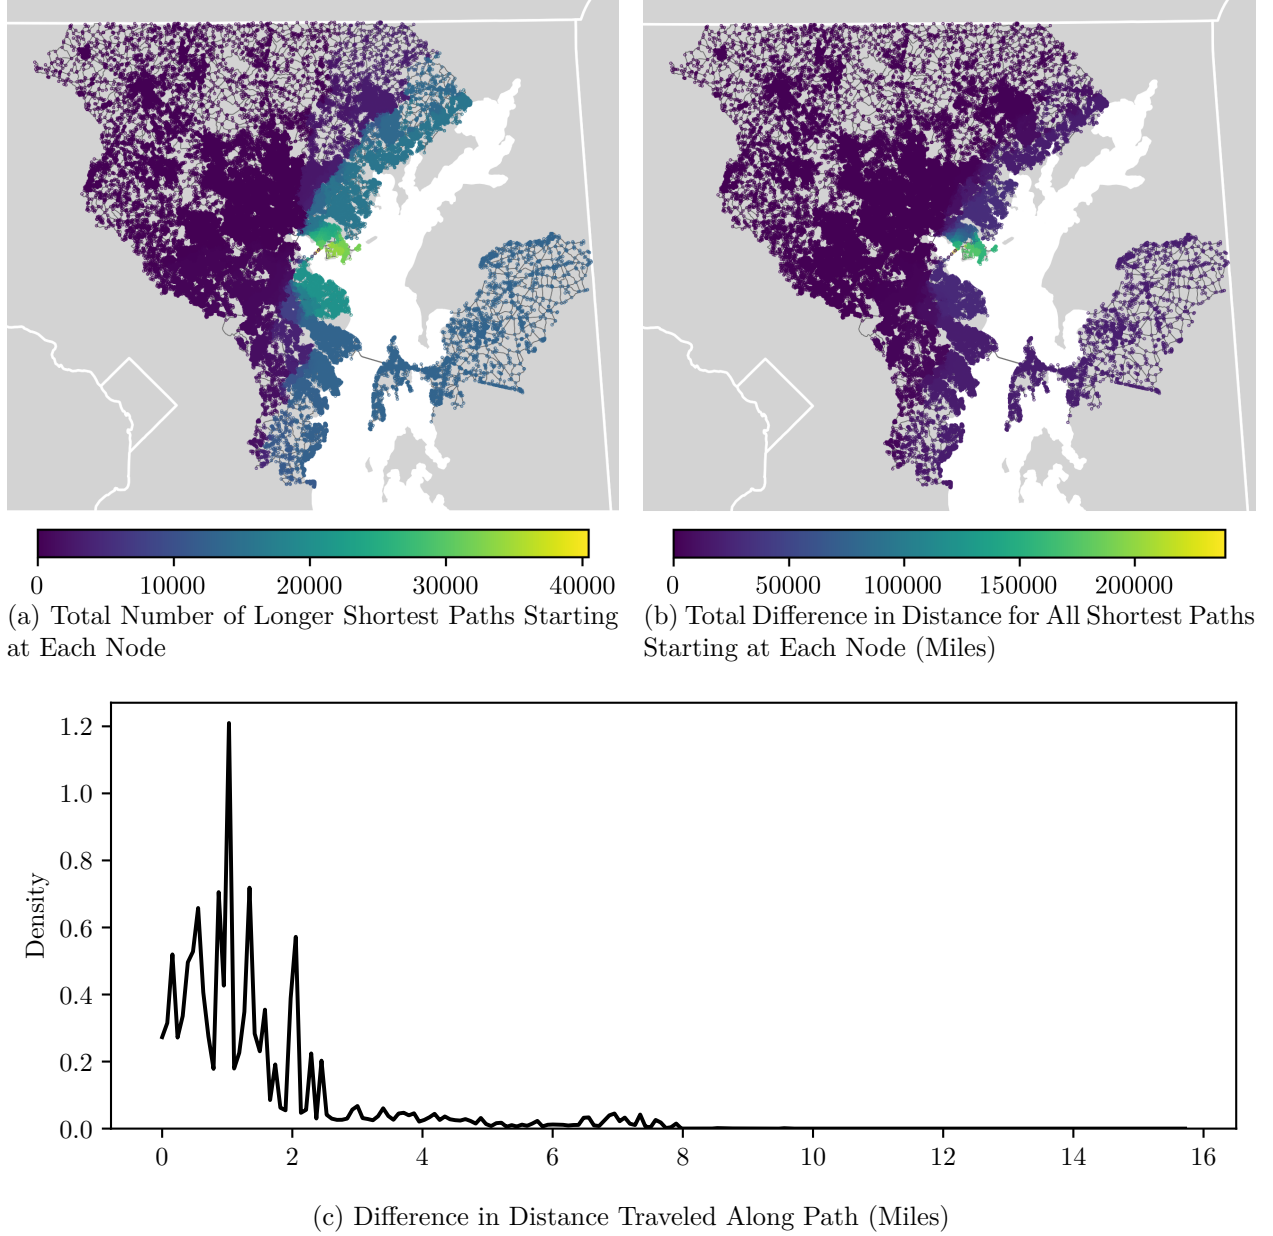 0 10000 20000 30000 40000
(a) Total Number of Longer Shortest Paths Starting
at Each Node
0 50000 100000 150000 200000
(b) Total Difference in Distance for All Shortest Paths
Starting at Each Node (Miles)
1.2
1.0
0.8
0.6
0.4
0.2
0.0
Density
0 2 4 6 8 10 12 14 16
(c) Difference in Distance Traveled Along Path (Miles)